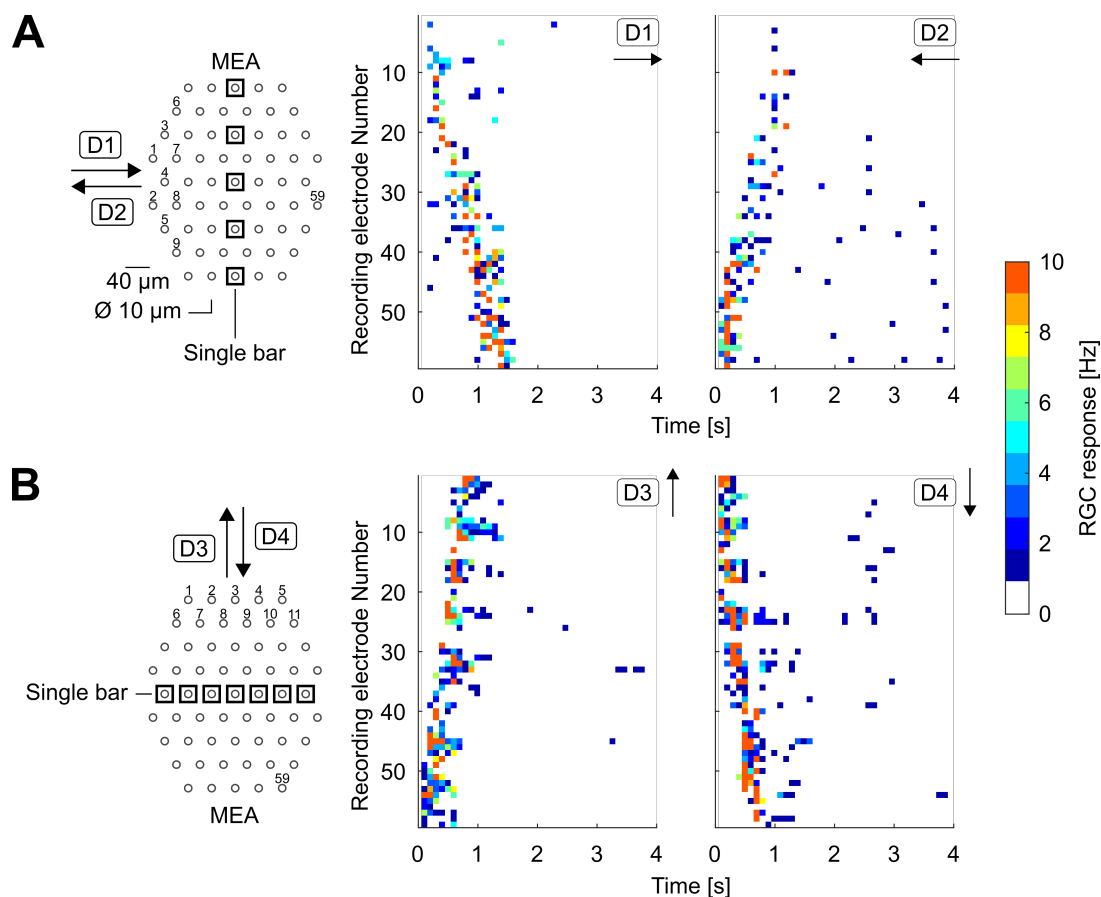 A
MEA
6
3
D1
1 7
4
D2
2 8
59
5
9
40 µm
Ø 10 µm
Single bar
Recording electrode Number
10
20
30
40
50
D1
D2
0 1 2 3 4
0 1 2 3 4
Time [s]
10
8
6
4
2
0
RGC response [Hz]
B
D3
D4
1 2 3 4 5
6 7 8 9 10 11
Single bar
59
MEA
Recording electrode Number
10
20
30
40
50
D3
D4
0 1 2 3 4
0 1 2 3 4
Time [s]